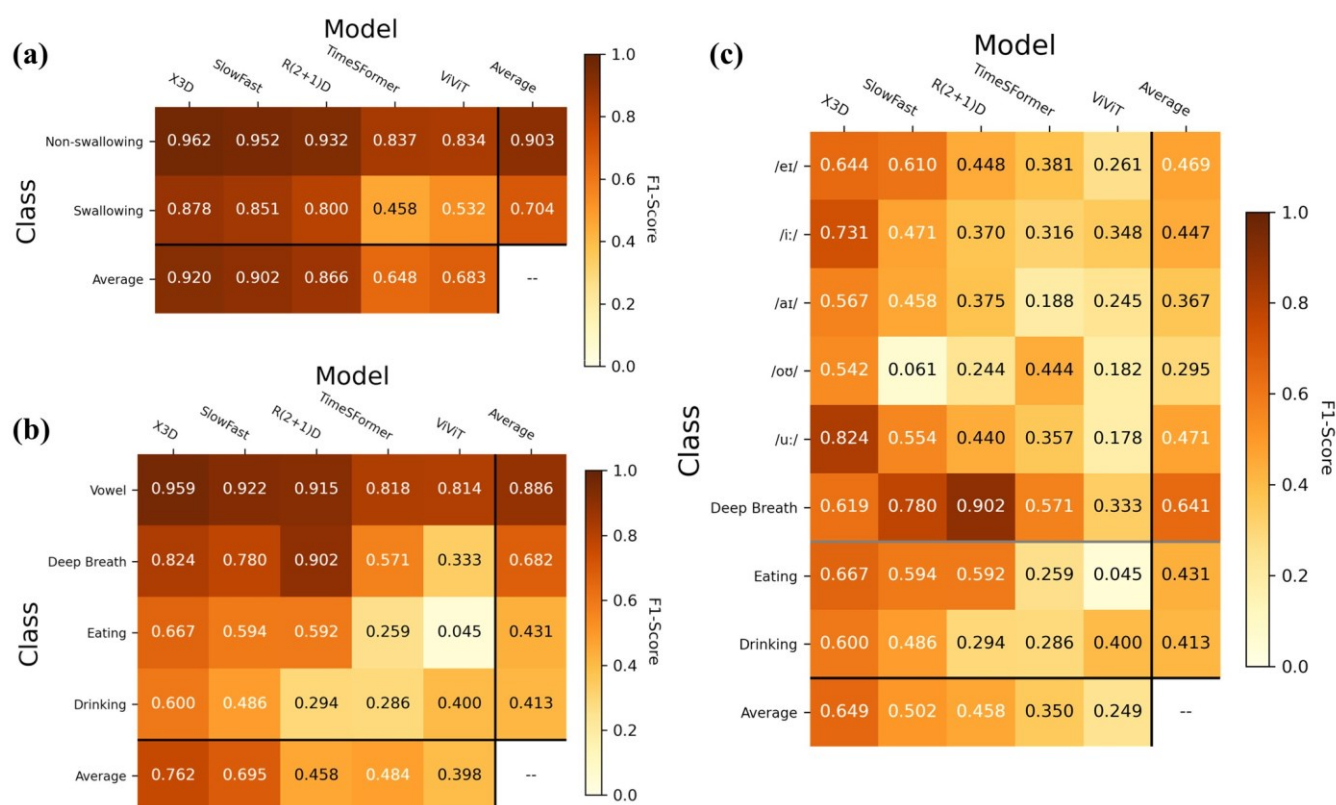 (a)
Model
X3D SlowFast R(2+1)D TimeSFormer ViViT Average
Class
Non-swallowing 0.962 0.952 0.932 0.837 0.834 0.903
Swallowing 0.878 0.851 0.800 0.458 0.532 0.704
Average 0.920 0.902 0.866 0.648 0.683 --
1.0
0.8
0.6
0.4
0.2
0.0
F1-Score
(b)
Model
X3D SlowFast R(2+1)D TimeSFormer ViViT Average
Class
Vowel 0.959 0.922 0.915 0.818 0.814 0.886
Deep Breath 0.824 0.780 0.902 0.571 0.333 0.682
Eating 0.667 0.594 0.592 0.259 0.045 0.431
Drinking 0.600 0.486 0.294 0.286 0.400 0.413
Average 0.762 0.695 0.458 0.484 0.398 --
1.0
0.8
0.6
0.4
0.2
0.0
F1-Score
(c)
Model
X3D SlowFast R(2+1)D TimeSFormer ViViT Average
Class
/eɪ/ 0.644 0.610 0.448 0.381 0.261 0.469
/iː/ 0.731 0.471 0.370 0.316 0.348 0.447
/aɪ/ 0.567 0.458 0.375 0.188 0.245 0.367
/oʊ/ 0.542 0.061 0.244 0.444 0.182 0.295
/uː/ 0.824 0.554 0.440 0.357 0.178 0.471
Deep Breath 0.619 0.780 0.902 0.571 0.333 0.641
Eating 0.667 0.594 0.592 0.259 0.045 0.431
Drinking 0.600 0.486 0.294 0.286 0.400 0.413
Average 0.649 0.502 0.458 0.350 0.249 --
1.0
0.8
0.6
0.4
0.2
0.0
F1-Score